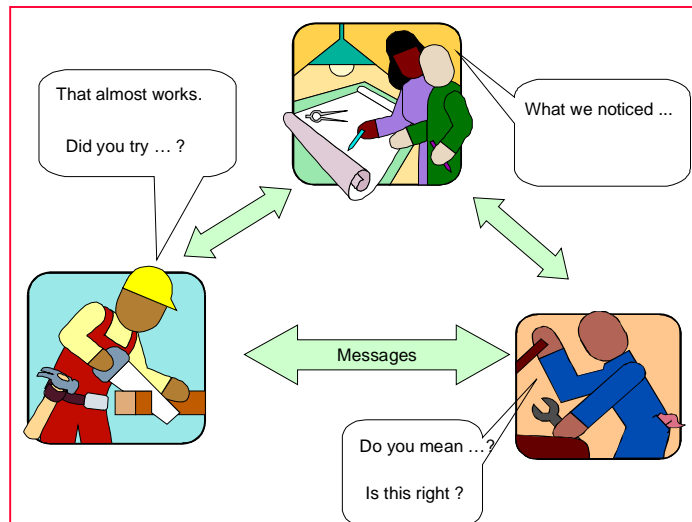 That almost works.
Did you try … ?
What we noticed ...
Messages
Do you mean …?
Is this right ?